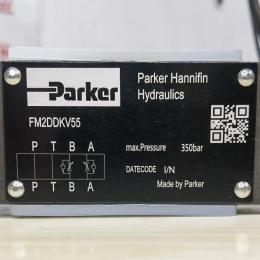 Parker
Parker Hannifin
Hydraulics
FM2DDKV55
P T B A
max.Pressure 350bar
DATECODE I/N
Made by Parker
P T B A